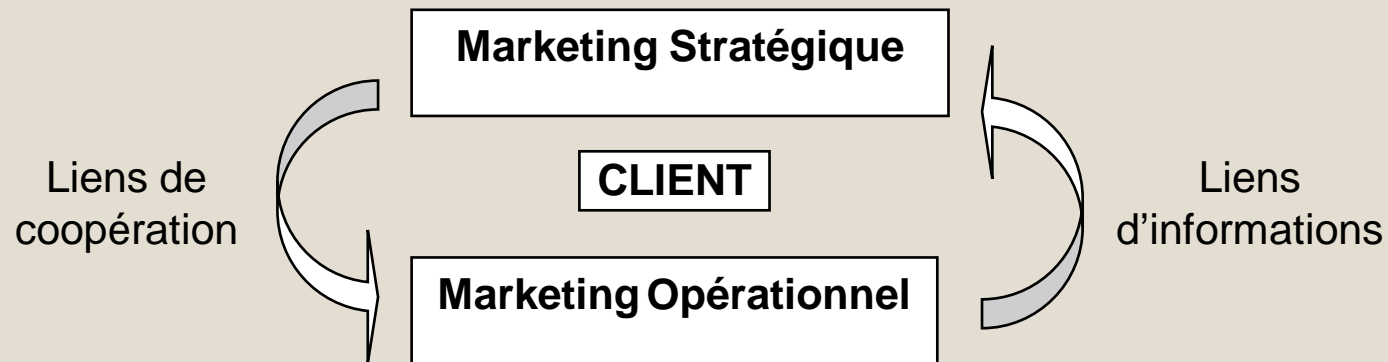 Marketing Stratégique
Liens de
coopération
CLIENT
Liens
d’informations
Marketing Opérationnel